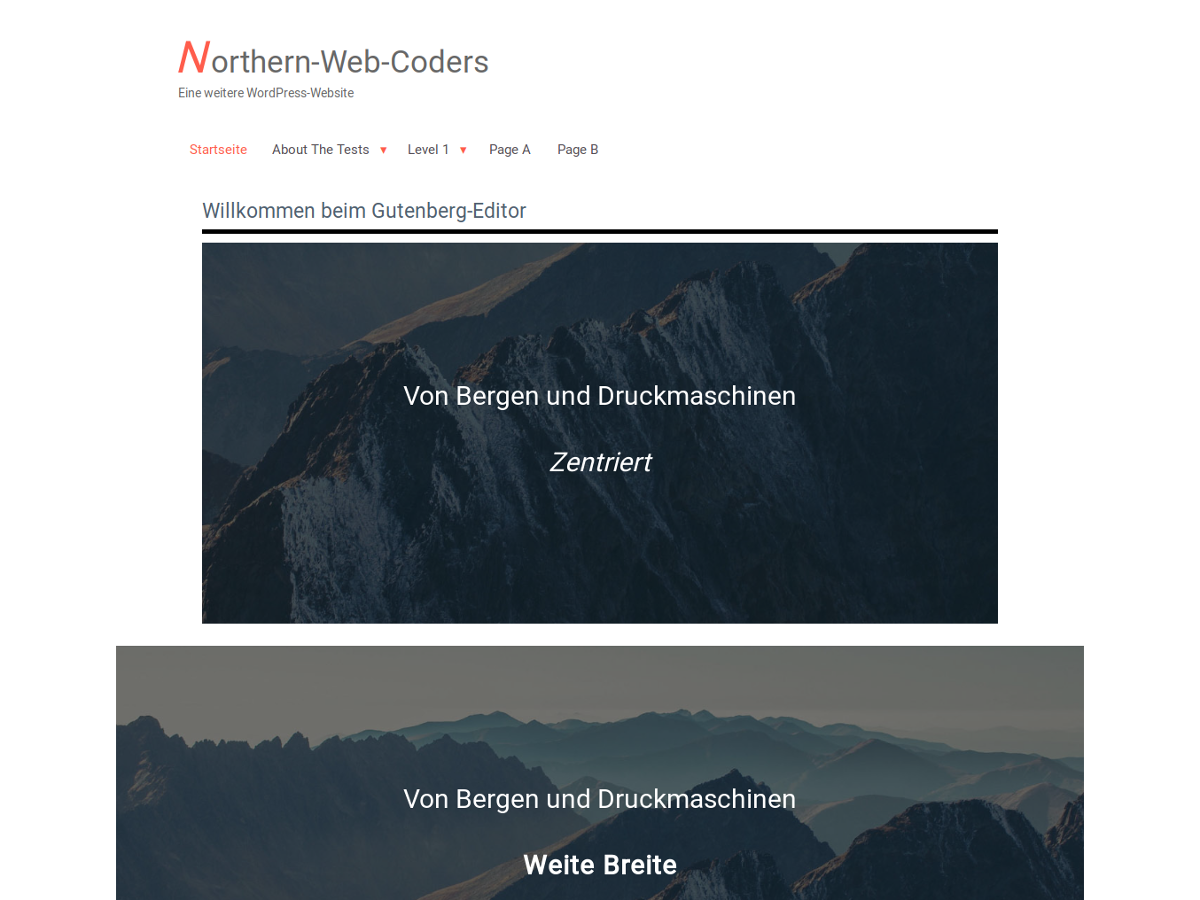 Northern-Web-Coders
Eine weitere WordPress-Website
Startseite About The Tests ▼ Level 1 ▼ Page A Page B
Willkommen beim Gutenberg-Editor
Von Bergen und Druckmaschinen
Zentriert
Von Bergen und Druckmaschinen
Weite Breite